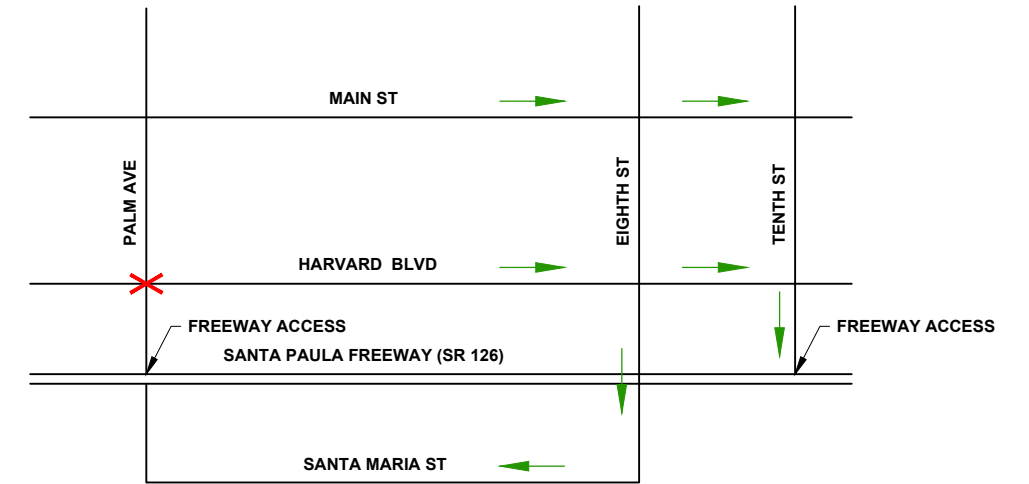 MAIN ST
PALM AVE
EIGHTH ST
TENTH ST
HARVARD BLVD
FREEWAY ACCESS
FREEWAY ACCESS
SANTA PAULA FREEWAY (SR 126)
SANTA MARIA ST